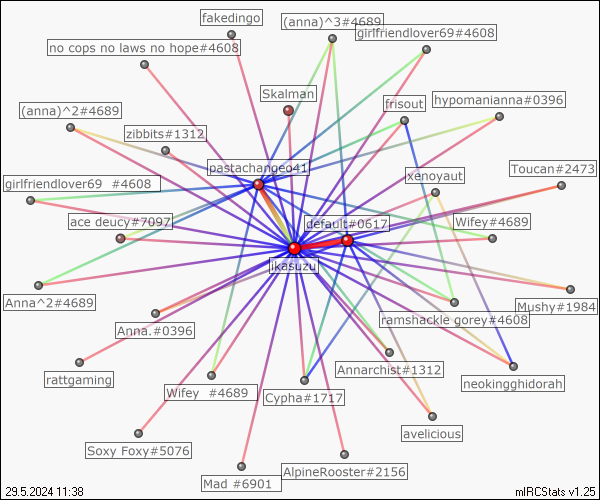 fakedingo
(anna)^3#4689
girlfriendlover69#4608
no cops no laws no hope#4608
Skalman
frisout
hypomanianna#0396
(anna)^2#4689
zibbits#1312
pastachangeo41
xenoyaut
Toucan#2473
girlfriendlover69 #4608
ace deucy#7097
default#0617
Wifey#4689
ikasuzu
Anna^2#4689
Mushy#1984
Anna.#0396
ramshackle gorey#4608
rattgaming
Annarchist#1312
neokingghidorah
Wifey #4689
Cypha#1717
avelicious
Soxy Foxy#5076
Mad #6901
AlpineRooster#2156
29.5.2024 11:38
mIRCStats v1.25